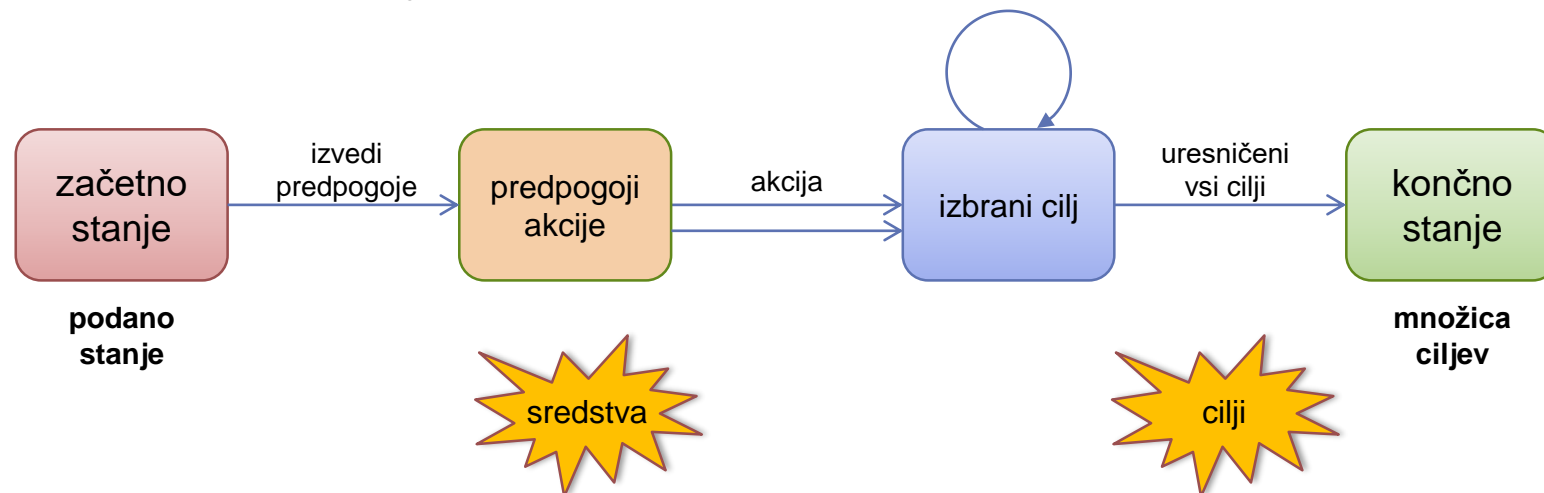 začetno
stanje
izvedi
predpogoje
predpogoji
akcije
akcija
izbrani cilj
uresničeni
vsi cilji
končno
stanje
podano
stanje
množica
ciljev
sredstva
cilji